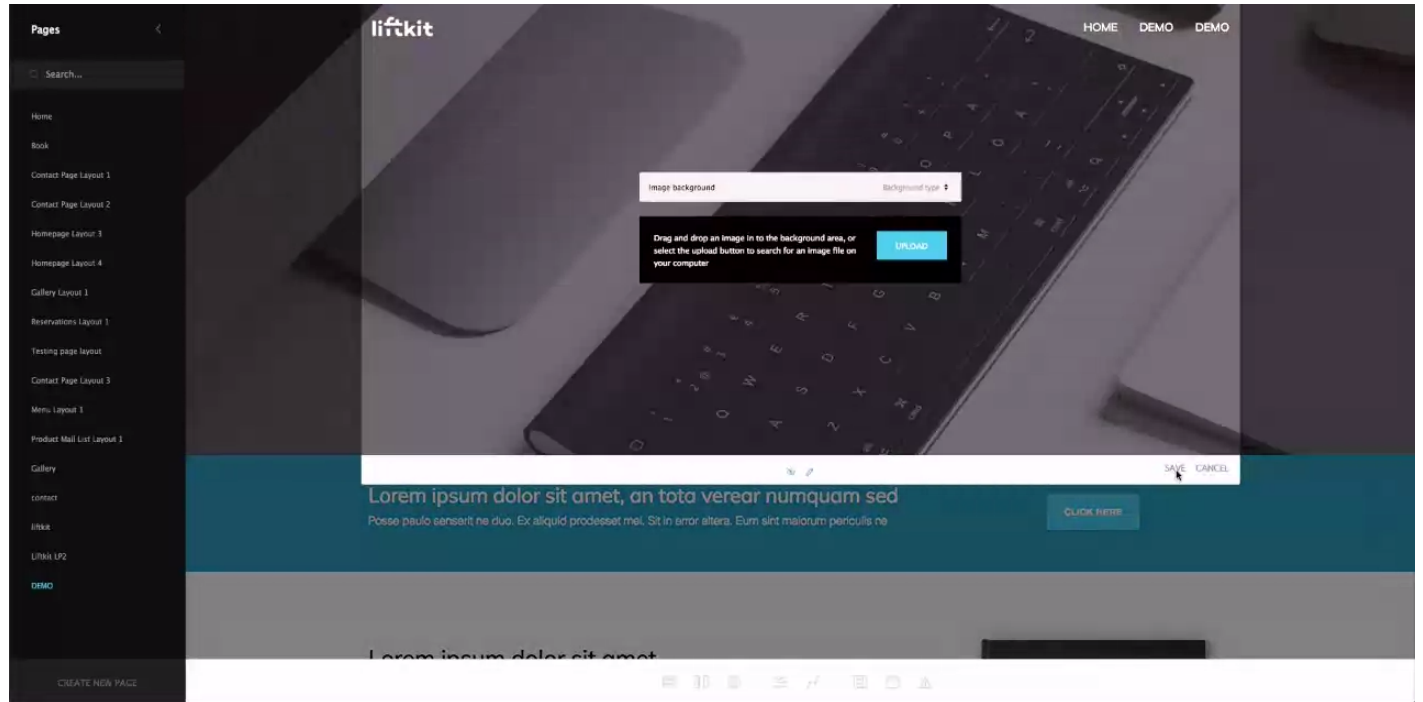 Pages
Search...
Home
Book
Contact Page Layout 1
Contact Page Layout 2
Homepage Layout 3
Homepage Layout 4
Gallery Layout 1
Reservations Layout 1
Testing page layout
Contact Page Layout 3
Menu Layout 1
Product Mail List Layout 1
Gallery
contact
liftkit
Liftkit LP2
DEMO
CREATE NEW PAGE
liftkit
HOME DEMO DEMO
Image background Background type
Drag and drop an image in to the background area, or
select the upload button to search for an image file on
your computer
UPLOAD
SAVE CANCEL
Lorem ipsum dolor sit amet, an tota verear numquam sed
Posse paulo senserit ne duo. Ex aliquid prodesset mei. Sit in error altera. Eum sint maiorum periculis ne
CLICK HERE
Lorem ipsum dolor sit amet